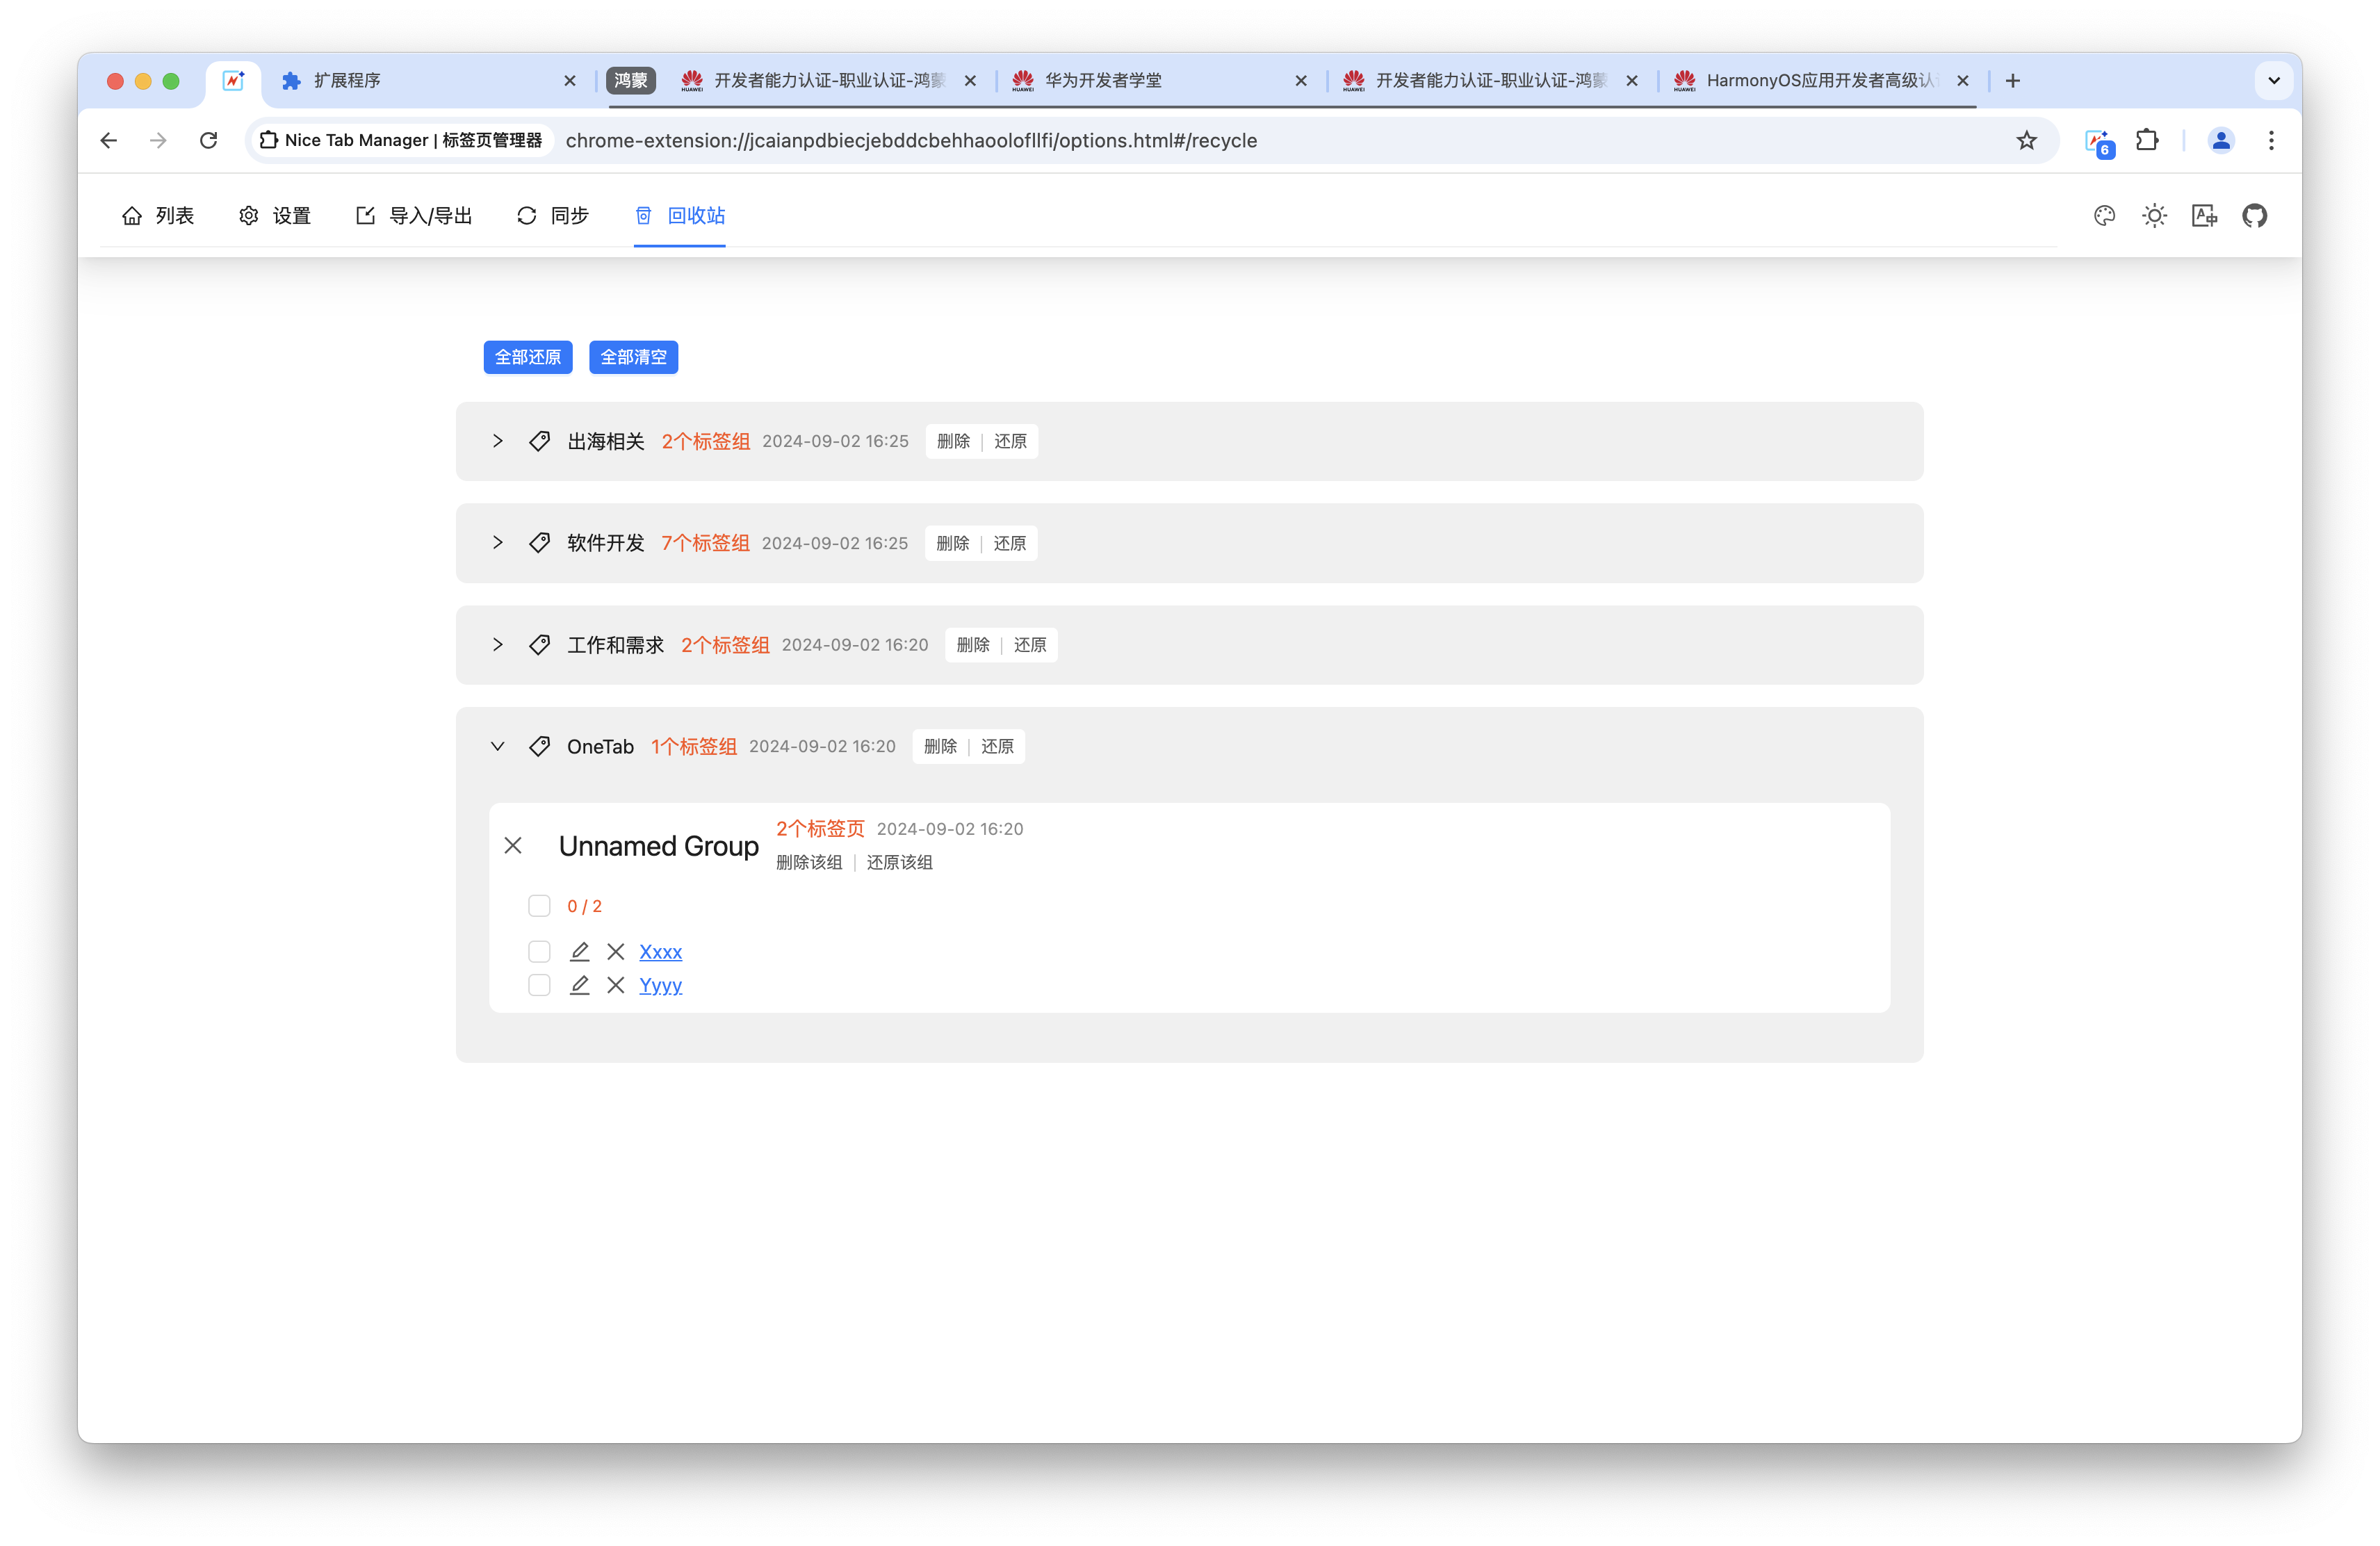 扩展程序
鸿蒙
HUAWEI
开发者能力认证-职业认证-鸿蒙
HUAWEI
华为开发者学堂
HUAWEI
开发者能力认证-职业认证-鸿蒙
HUAWEI
HarmonyOS应用开发者高级认
Nice Tab Manager | 标签页管理器
chrome-extension://jcaianpdbiecjebddcbehhaoolofllfi/options.html#/recycle
6
列表
设置
导入/导出
同步
回收站
A中
全部还原 全部清空
出海相关 2个标签组 2024-09-02 16:25 删除 | 还原
软件开发 7个标签组 2024-09-02 16:25 删除 | 还原
工作和需求 2个标签组 2024-09-02 16:20 删除 | 还原
OneTab 1个标签组 2024-09-02 16:20 删除 | 还原
Unnamed Group 2个标签页 2024-09-02 16:20
删除该组 | 还原该组
0 / 2
Xxxx
Yyyy